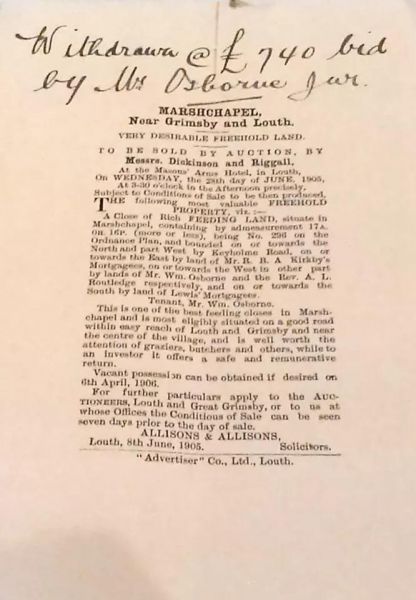 Withdrawn @ £740 bid
by Mr Osborne Jnr.
MARSHCHAPEL,
Near Grimsby and Louth.
VERY DESIRABLE FREEHOLD LAND.
TO BE SOLD BY AUCTION, BY
Messrs. Dickinson and Riggall,
At the Masons' Arms Hotel, in Louth,
On WEDNESDAY, the 28th day of JUNE, 1905,
At 3-30 o'clock in the Afternoon precisely,
Subject to Conditions of Sale to be then produced,
THE following most valuable FREEHOLD
PROPERTY, viz. :—
A Close of Rich FEEDING LAND, situate in
Marshchapel, containing by admeasurement 17A.
0R. 16P. (more or less), being No. 296 on the
Ordnance Plan, and bounded on or towards the
North and part West by Keyholme Road, on or
towards the East by land of Mr. R. B. A. Kirkby's
Mortgagees, on or towards the West by other part
by lands of Mr. Wm. Osborne and the Rev. A. L.
Routledge respectively, and on or towards the
South by land of Lewis' Mortgagees.
Tenant, Mr. Wm. Osborne.
This is one of the best feeding closes in Marsh-
chapel and is most eligibly situated on a good road
within easy reach of Louth and Grimsby and near
the centre of the village, and is well worth the
attention of graziers, butchers and others, while to
an investor it offers a safe and remunerative
return.
Vacant possession can be obtained if desired on
6th April, 1906.
For further particulars apply to the AUC-
TIONEERS, Louth and Great Grimsby, or to us at
whose Offices the Conditions of Sale can be seen
seven days prior to the day of sale.
ALLISONS & ALLISONS,
Louth, 8th June, 1905. Solicitors.
"Advertiser" Co., Ltd., Louth.